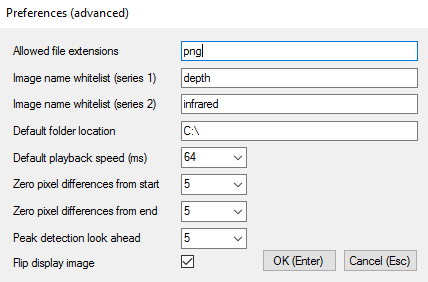 Preferences (advanced)
Allowed file extensions png
Image name whitelist (series 1) depth
Image name whitelist (series 2) infrared
Default folder location C:\
Default playback speed (ms) 64
Zero pixel differences from start 5
Zero pixel differences from end 5
Peak detection look ahead 5
Flip display image
OK (Enter) Cancel (Esc)